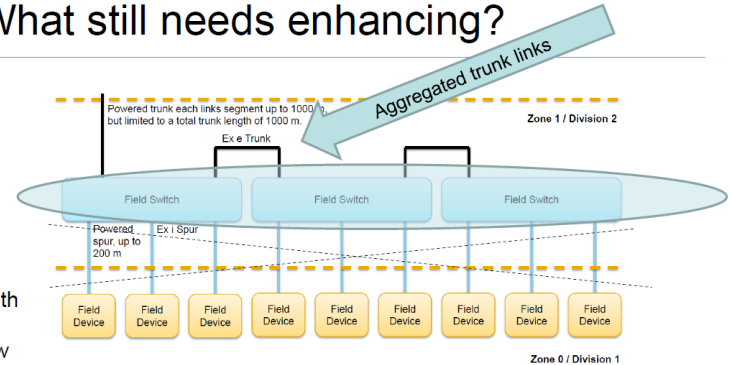 What still needs enhancing?
Aggregated trunk links
Powered trunk each links segment up to 1000 m,
but limited to a total trunk length of 1000 m.
Zone 1 / Division 2
Ex e Trunk
Field Switch
Field Switch
Field Switch
Powered
spur, up to
200 m
Ex i Spur
th
w
Field
Device
Field
Device
Field
Device
Field
Device
Field
Device
Field
Device
Field
Device
Field
Device
Field
Device
Zone 0 / Division 1